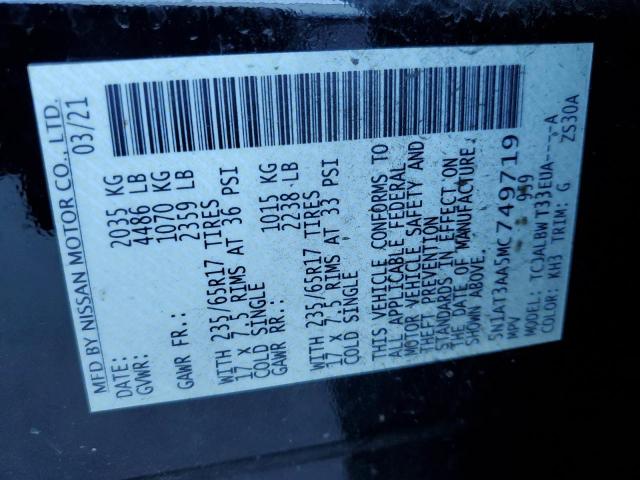 MFD BY NISSAN MOTOR CO., LTD.
DATE: 03/21
GVWR: 2035 KG
4486 LB
GAWR FR.: 1070 KG
2359 LB
WITH 235/65R17 TIRES
17 X 7.5 RIMS AT 36 PSI
COLD SINGLE
GAWR RR.: 1015 KG
2238 LB
WITH 235/65R17 TIRES
17 X 7.5 RIMS AT 33 PSI
COLD SINGLE
THIS VEHICLE CONFORMS TO
ALL APPLICABLE FEDERAL
MOTOR VEHICLE SAFETY AND
THEFT PREVENTION
STANDARDS IN EFFECT ON
THE DATE OF MANUFACTURE
SHOWN ABOVE.
5N1AT3AA5MC749719
MPV 959
TCJALBWT33EUA----A
COLOR: KH3 TRIM: G ZS30A